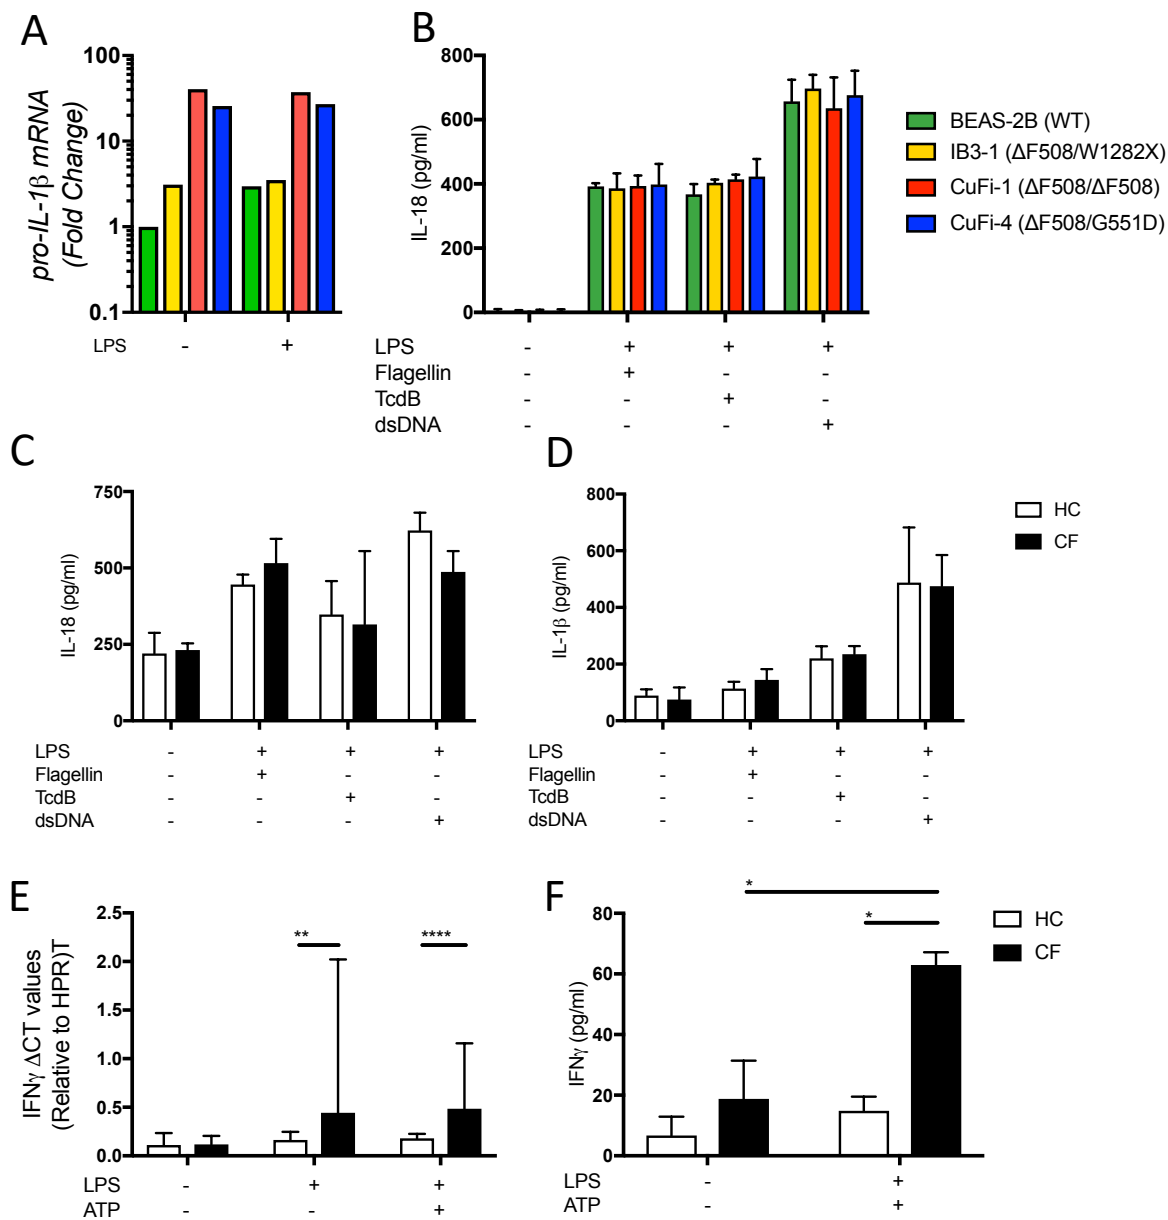 A
pro-IL-1β mRNA
(Fold Change)
100
10
1
0.1
LPS - +
B
IL-18 (pg/ml)
800
600
400
200
0
LPS - + + +
Flagellin - + - -
TcdB - - + -
dsDNA - - - +
BEAS-2B (WT)
IB3-1 (ΔF508/W1282X)
CuFi-1 (ΔF508/ΔF508)
CuFi-4 (ΔF508/G551D)
C
IL-18 (pg/ml)
750
500
250
0
LPS - + + +
Flagellin - + - -
TcdB - - + -
dsDNA - - - +
D
IL-1β (pg/ml)
800
600
400
200
0
LPS - + + +
Flagellin - + - -
TcdB - - + -
dsDNA - - - +
HC
CF
E
IFNγ ΔCT values
(Relative to HPR)T
2.5
2.0
1.5
1.0
0.5
0.0
** ****
LPS - + +
ATP - - +
F
IFNγ (pg/ml)
80
60
40
20
0
*
*
LPS - +
ATP - +
HC
CF